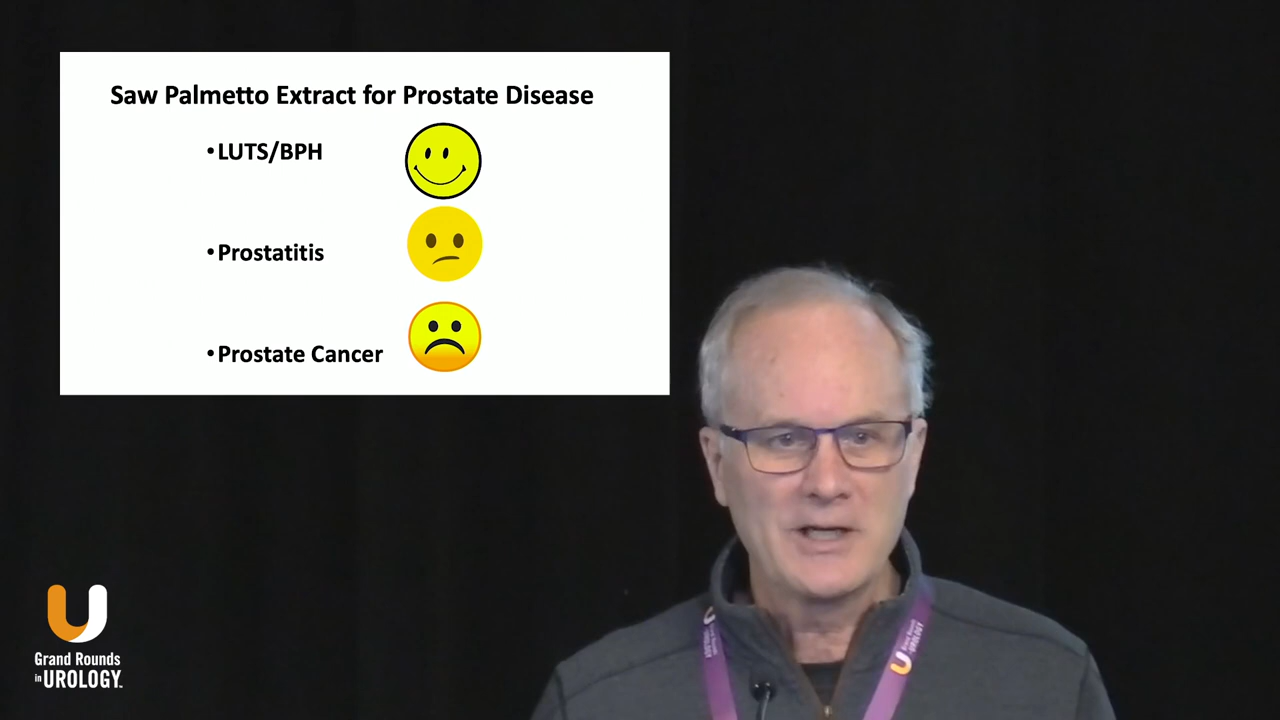 Saw Palmetto Extract for Prostate Disease
•LUTS/BPH
•Prostatitis
•Prostate Cancer
Grand Rounds
in UROLOGY